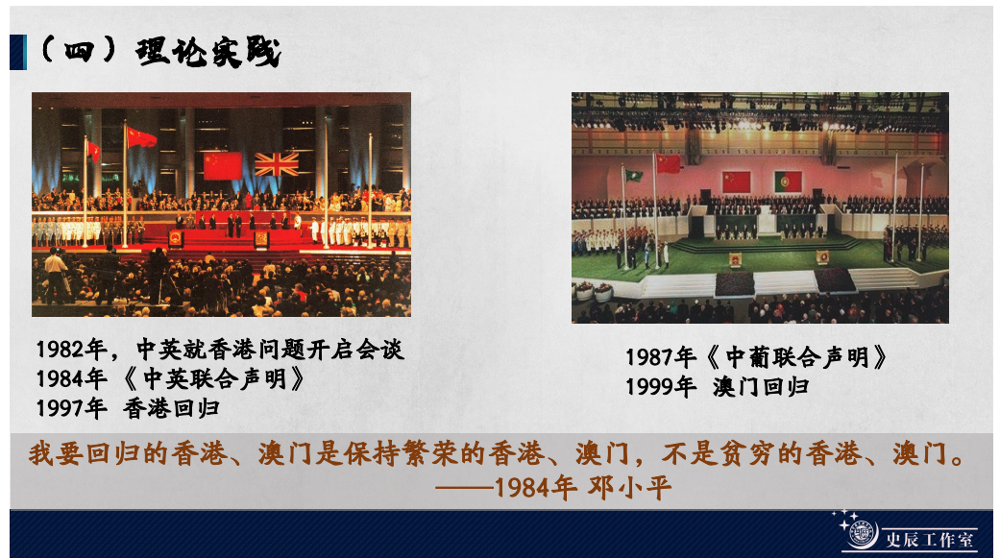 （四）理论实践
1982年，中英就香港问题开启会谈
1984年 《中英联合声明》
1997年  香港回归
1987年《中葡联合声明》
1999年  澳门回归
我要回归的香港、澳门是保持繁荣的香港、澳门，不是贫穷的香港、澳门。
——1984年 邓小平
史辰工作室